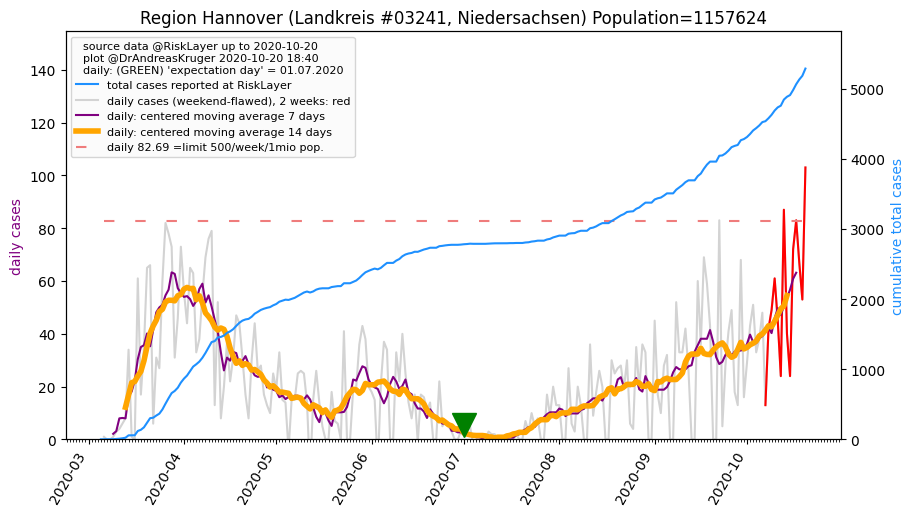 Region Hannover (Landkreis #03241, Niedersachsen) Population=1157624
source data @RiskLayer up to 2020-10-20
plot @DrAndreasKruger 2020-10-20 18:40
daily: (GREEN) 'expectation day' = 01.07.2020
total cases reported at RiskLayer
daily cases (weekend-flawed), 2 weeks: red
daily: centered moving average 7 days
daily: centered moving average 14 days
daily 82.69 =limit 500/week/1mio pop.
daily cases
140
120
100
80
60
40
20
0
cumulative total cases
5000
4000
3000
2000
1000
0
2020-03
2020-04
2020-05
2020-06
2020-07
2020-08
2020-09
2020-10